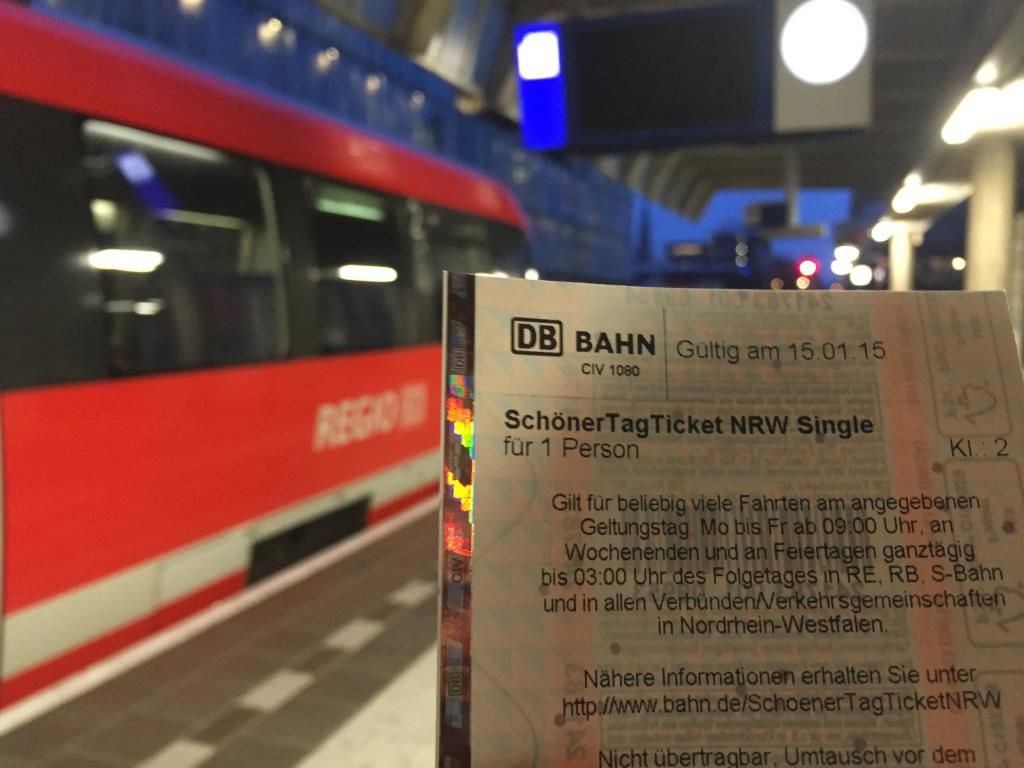 REGIO DB
DB BAHN
CIV 1080
Gültig am 15.01.15
SchönerTagTicket NRW Single
für 1 Person
Kl.: 2
Gilt für beliebig viele Fahrten am angegebenen
Geltungstag. Mo bis Fr ab 09:00 Uhr, an
Wochenenden und an Feiertagen ganztägig
bis 03:00 Uhr des Folgetages in RE, RB, S-Bahn
und in allen Verbünden/Verkehrsgemeinschaften
in Nordrhein-Westfalen.
Nähere Informationen erhalten Sie unter
http://www.bahn.de/SchoenerTagTicketNRW
Nicht übertragbar, Umtausch vor dem